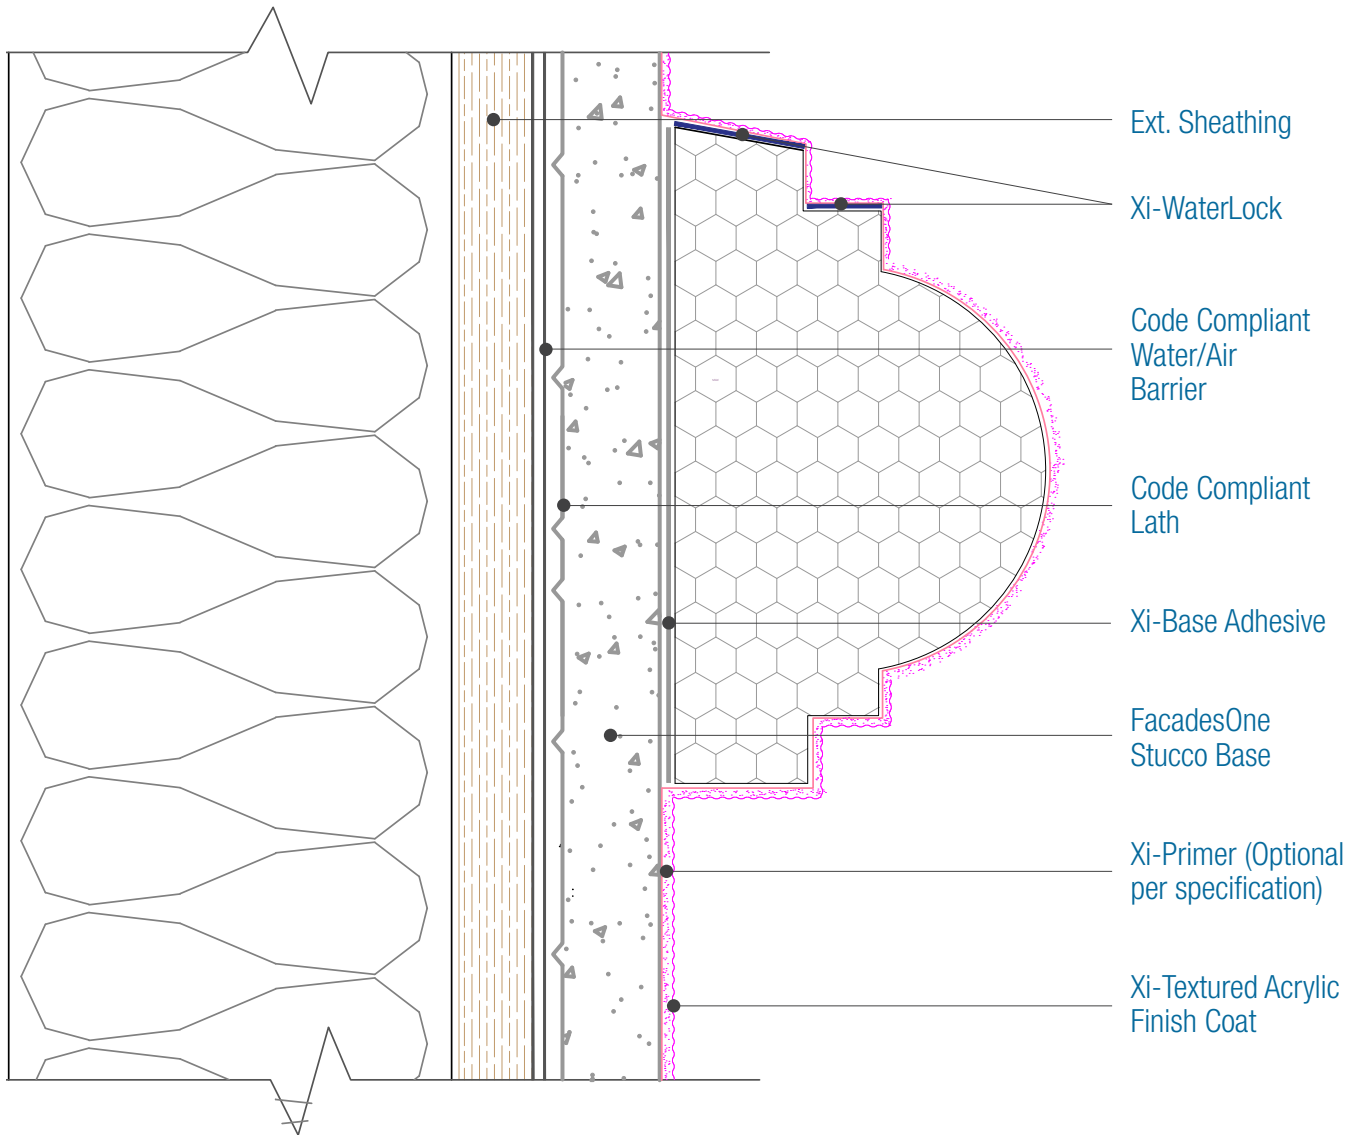 Ext. Sheathing
Xi-WaterLock
Code Compliant
Water/Air
Barrier
Code Compliant
Lath
Xi-Base Adhesive
FacadesOne
Stucco Base
Xi-Primer (Optional
per specification)
Xi-Textured Acrylic
Finish Coat